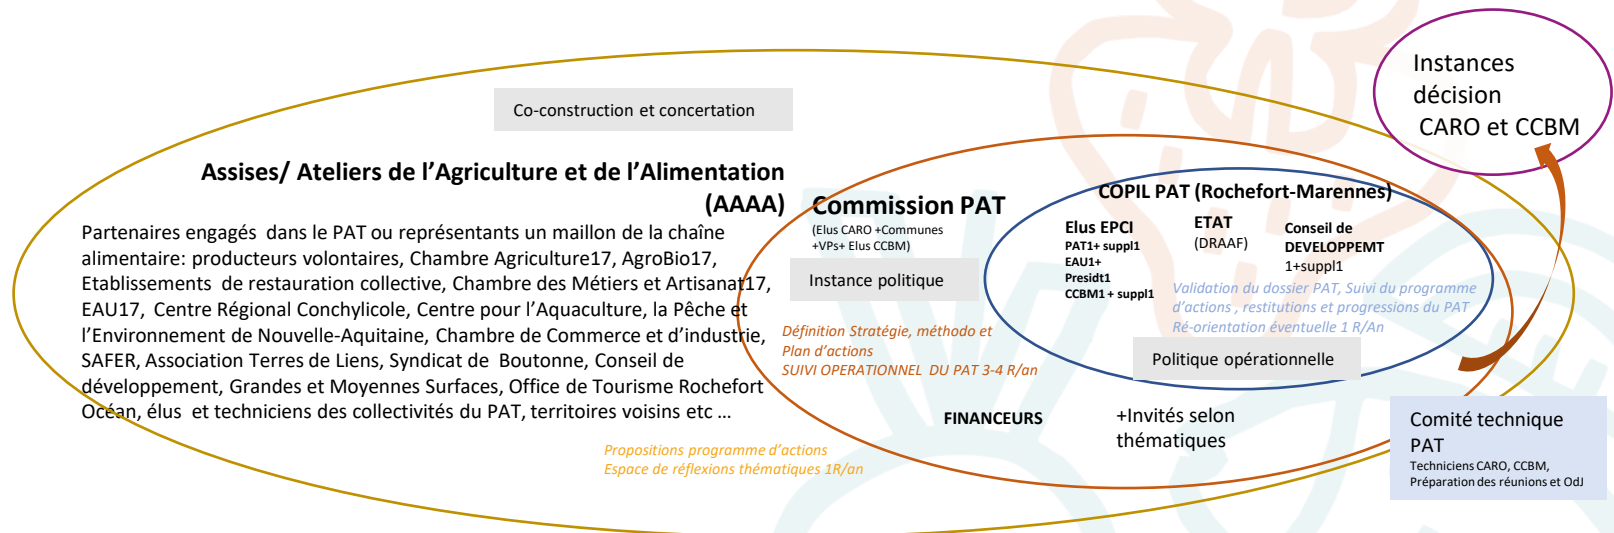 Instances
décision
CARO et CCBM
Co-construction et concertation
Assises/ Ateliers de l’Agriculture et de l’Alimentation
(AAAA)
Partenaires engagés dans le PAT ou représentants un maillon de la chaîne
alimentaire: producteurs volontaires, Chambre Agriculture17, AgroBio17,
Etablissements de restauration collective, Chambre des Métiers et Artisanat17,
EAU17, Centre Régional Conchylicole, Centre pour l’Aquaculture, la Pêche et
l’Environnement de Nouvelle-Aquitaine, Chambre de Commerce et d’industrie,
SAFER, Association Terres de Liens, Syndicat de Boutonne, Conseil de
développement, Grandes et Moyennes Surfaces, Office de Tourisme Rochefort
Océan, élus et techniciens des collectivités du PAT, territoires voisins etc …
Propositions programme d’actions
Espace de réflexions thématiques 1R/an
Commission PAT
(Elus CARO +Communes
+VPs+ Elus CCBM)
Instance politique
Définition Stratégie, méthodo et
Plan d’actions
SUIVI OPERATIONNEL DU PAT 3-4 R/an
FINANCEURS
+Invités selon
thématiques
COPIL PAT (Rochefort-Marennes)
Elus EPCI
PAT1+ suppl1
EAU1+
Presidt1
CCBM1 + suppl1
ETAT
(DRAAF)
Conseil de
DEVELOPPEMT
1+suppl1
Validation du dossier PAT, Suivi du programme
d’actions , restitutions et progressions du PAT
Ré-orientation éventuelle 1 R/An
Politique opérationnelle
Comité technique
PAT
Techniciens CARO, CCBM,
Préparation des réunions et OdJ